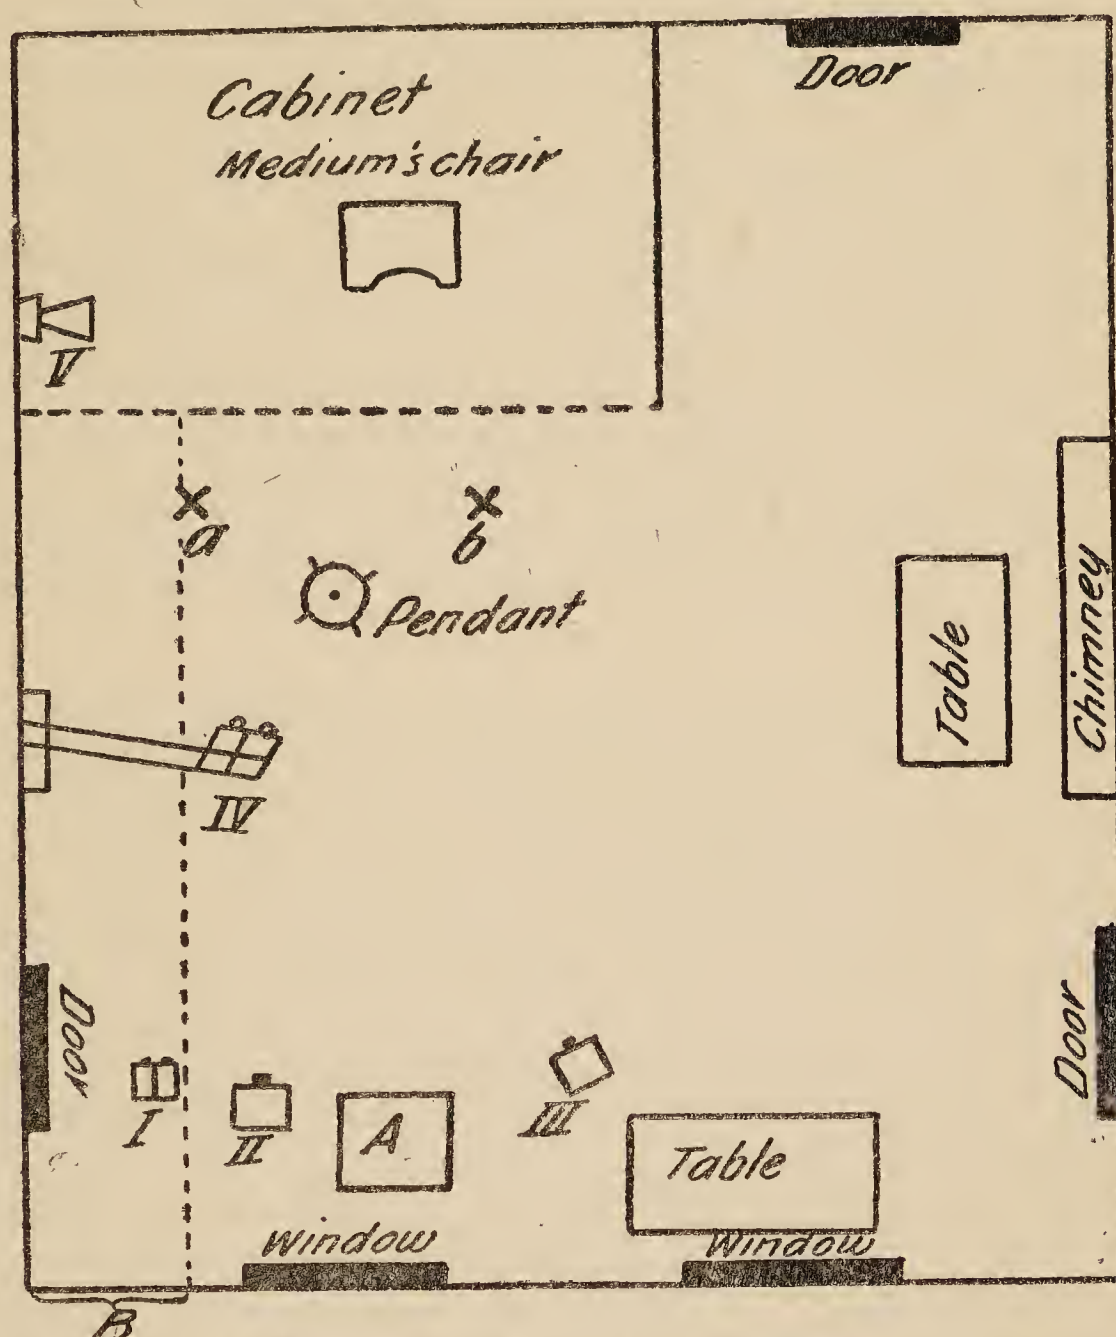 Cabinet
Door
Medium's chair
V
a
b
Pendant
Table
Chimney
IV
Door
Door
I
II
A
III
Table
Window
Window
B